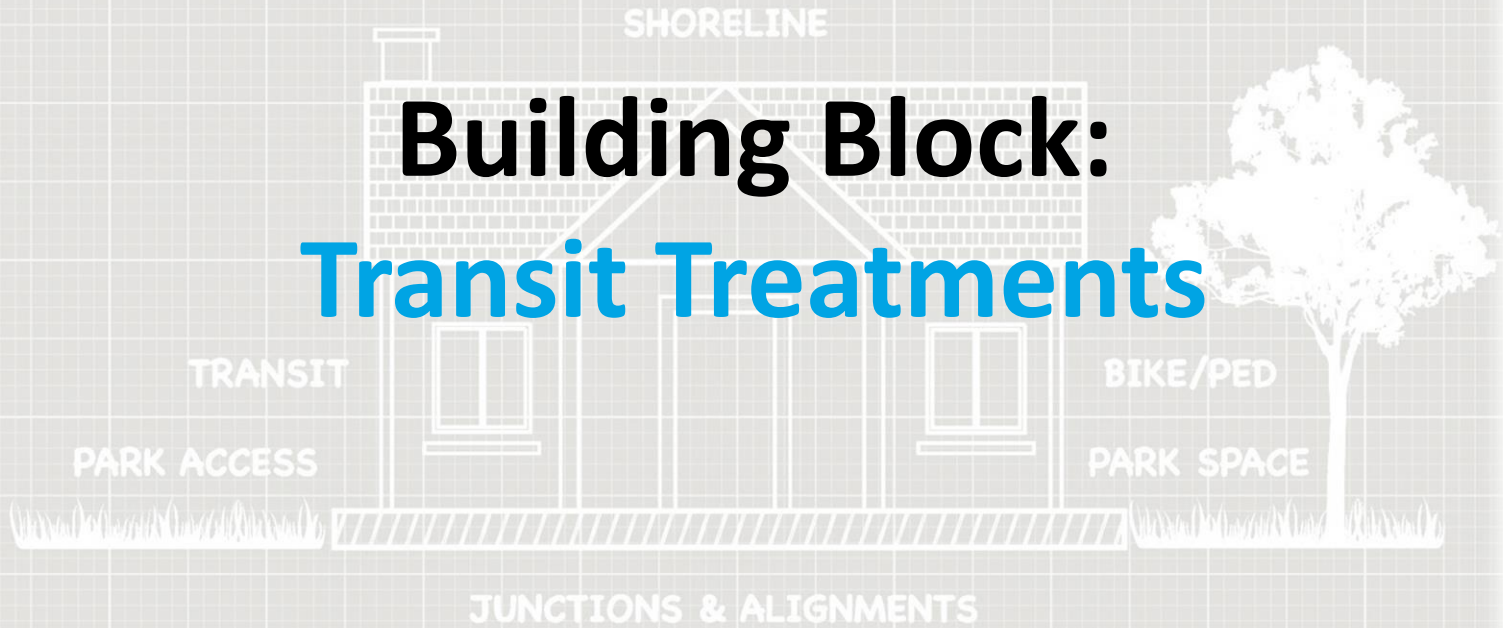 SHORELINE
Building Block:
Transit Treatments
TRANSIT
BIKE/PED
PARK ACCESS
PARK SPACE
JUNCTIONS & ALIGNMENTS